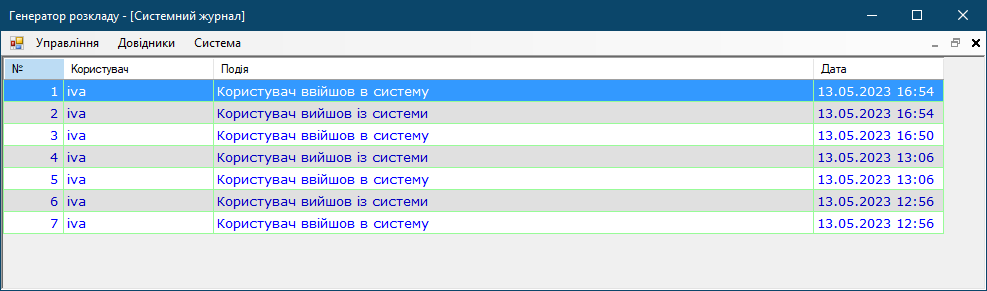 Генератор розкладу - [Системний журнал]
Управління Довідники Система
№ Користувач Подія Дата
1 iva Користувач ввійшов в систему 13.05.2023 16:54
2 iva Користувач вийшов із системи 13.05.2023 16:54
3 iva Користувач ввійшов в систему 13.05.2023 16:50
4 iva Користувач вийшов із системи 13.05.2023 13:06
5 iva Користувач ввійшов в систему 13.05.2023 13:06
6 iva Користувач вийшов із системи 13.05.2023 12:56
7 iva Користувач ввійшов в систему 13.05.2023 12:56